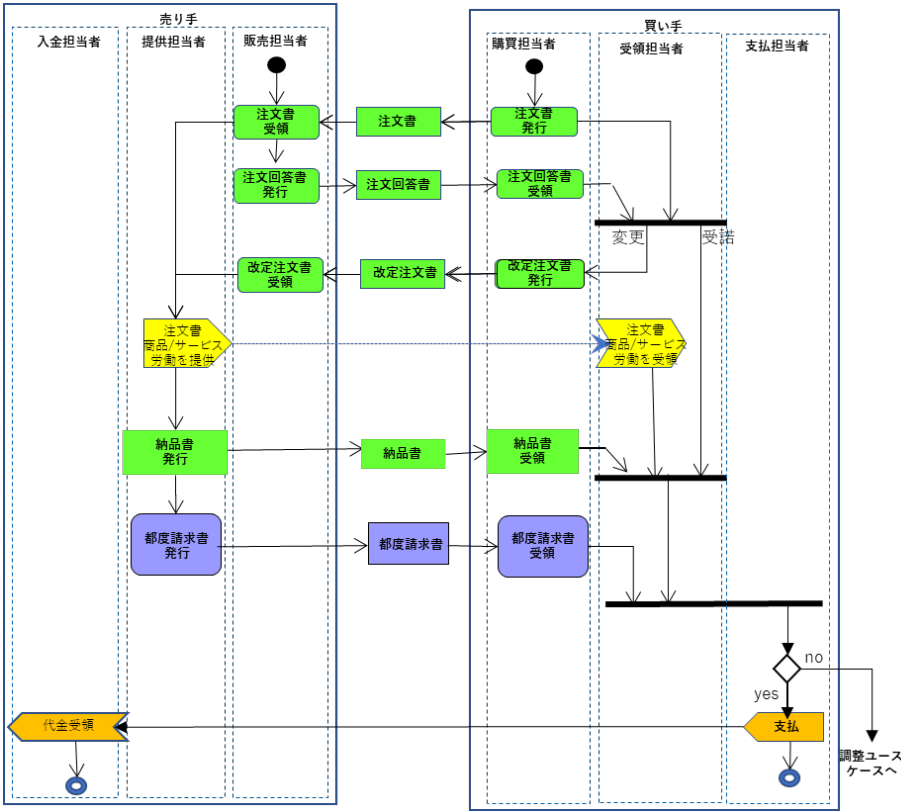 売り手
買い手
入金担当者
提供担当者
販売担当者
購買担当者
受領担当者
支払担当者
注文書
受領
注文書
注文書
発行
注文回答書
発行
注文回答書
注文回答書
受領
変更
受諾
改定注文書
受領
改定注文書
改定注文書
発行
注文書
商品/サービス
労働を提供
注文書
商品/サービス
労働を受領
納品書
発行
納品書
納品書
受領
都度請求書
発行
都度請求書
都度請求書
受領
no
yes
代金受領
支払
調整ユース
ケースへ